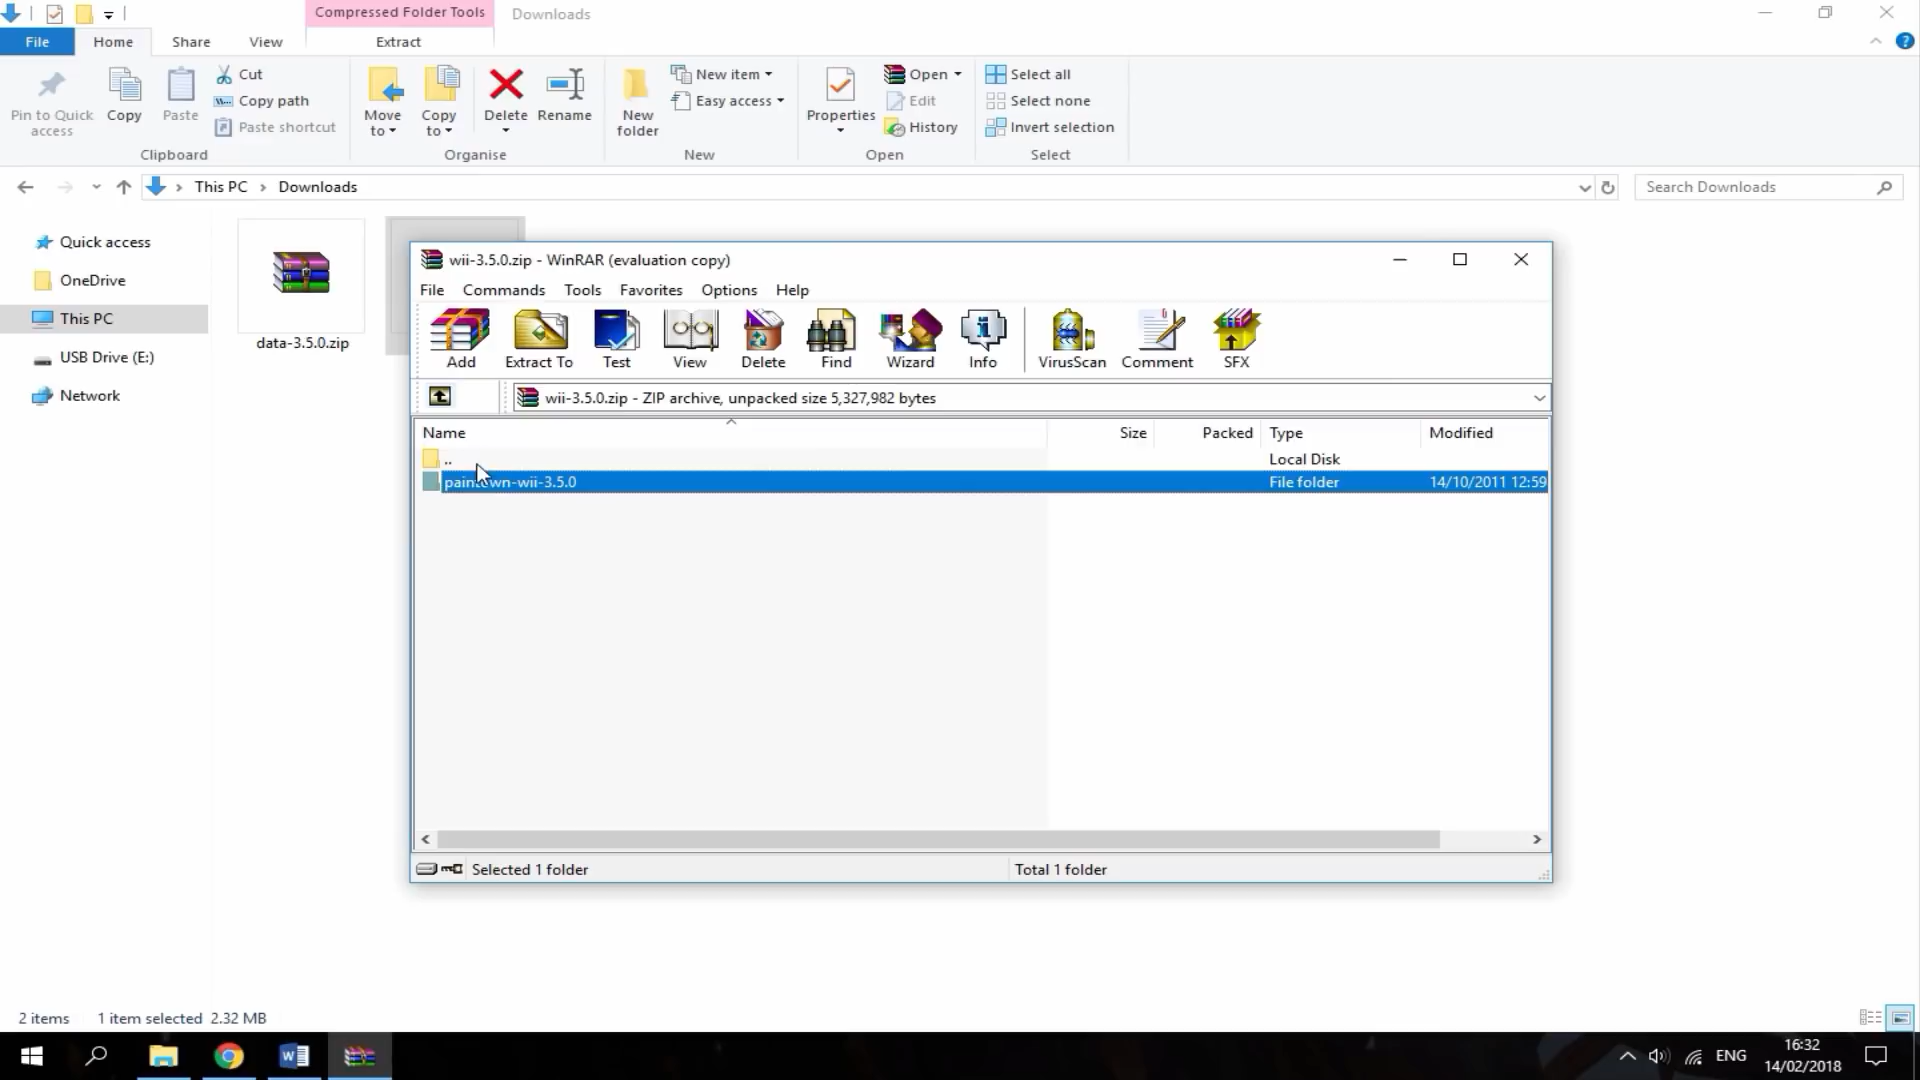 Compressed Folder Tools
Downloads
File
Home
Share
View
Extract
Pin to Quick access
Copy
Paste
Cut
Copy path
Paste shortcut
Clipboard
Move to
Copy to
Delete
Rename
Organise
New folder
New item
Easy access
New
Properties
Open
Edit
History
Open
Select all
Select none
Invert selection
Select
This PC
Downloads
Search Downloads
Quick access
OneDrive
This PC
USB Drive (E:)
Network
data-3.5.0.zip
wii-3.5.0.zip - WinRAR (evaluation copy)
File Commands Tools Favorites Options Help
Add
Extract To
Test
View
Delete
Find
Wizard
Info
VirusScan
Comment
SFX
wii-3.5.0.zip - ZIP archive, unpacked size 5,327,982 bytes
Name Size Packed Type Modified
.. Local Disk
paintown-wii-3.5.0 File folder 14/10/2011 12:59
Selected 1 folder
Total 1 folder
2 items 1 item selected 2.32 MB
ENG
16:32
14/02/2018